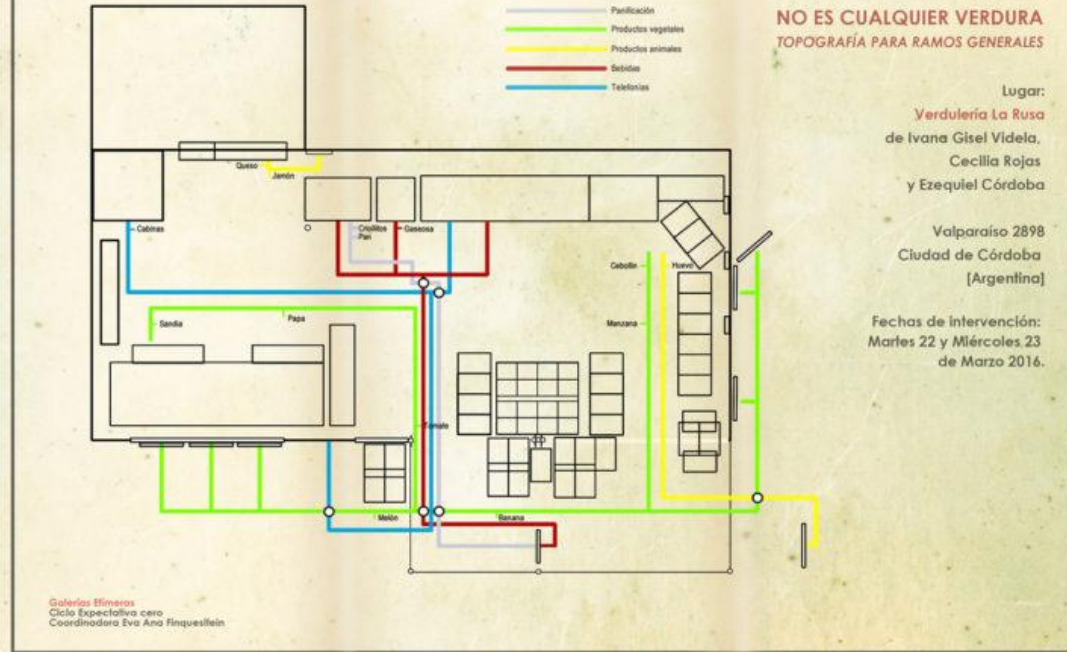 Panificación
Productos vegetales
Productos animales
Bebidas
Telefonías
NO ES CUALQUIER VERDURA
TOPOGRAFÍA PARA RAMOS GENERALES
Lugar:
Verdulería La Rusa
de Ivana Gisel Videla,
Cecilia Rojas
y Ezequiel Córdoba
Valparaíso 2898
Ciudad de Córdoba
[Argentina]
Fechas de intervención:
Martes 22 y Miércoles 23
de Marzo 2016.
Queso
Jamón
Cabinas
Criollitos
Pan
Gaseosa
Cebollín
Huevo
Sandía
Papa
Manzana
Tomate
Melón
Banana
Galerías Efímeras
Ciclo Expectativa cero
Coordinadora Eva Ana Finquestlein